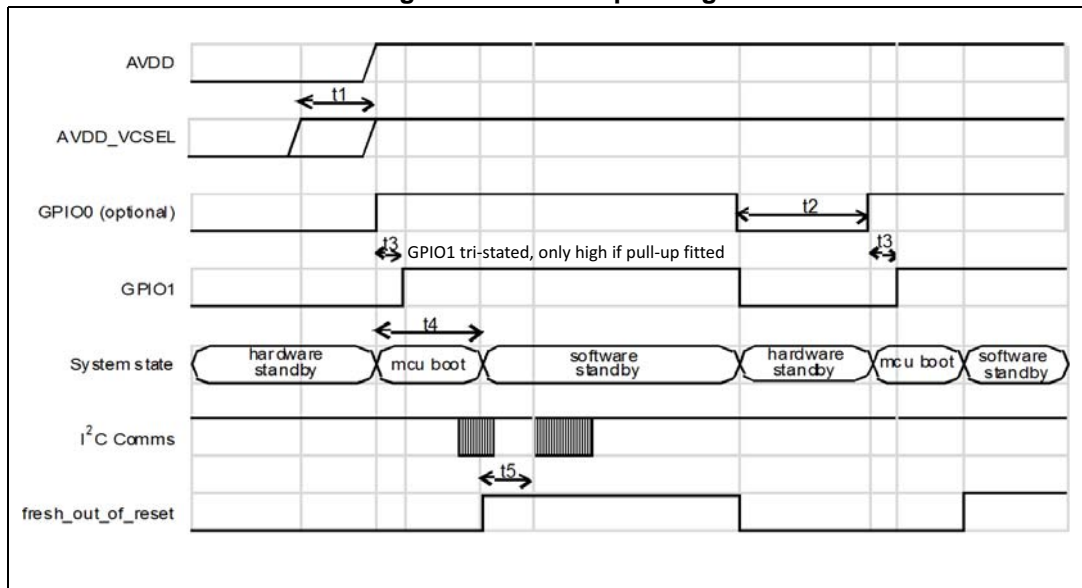 AVDD
t1
AVDD_VCSEL
GPIO0 (optional)
t2
t3
GPIO1 tri-stated, only high if pull-up fitted
t3
GPIO1
t4
System state
hardware
standby
mcu boot
software
standby
hardware
standby
mcu boot
software
standby
I2C Comms
t5
fresh_out_of_reset